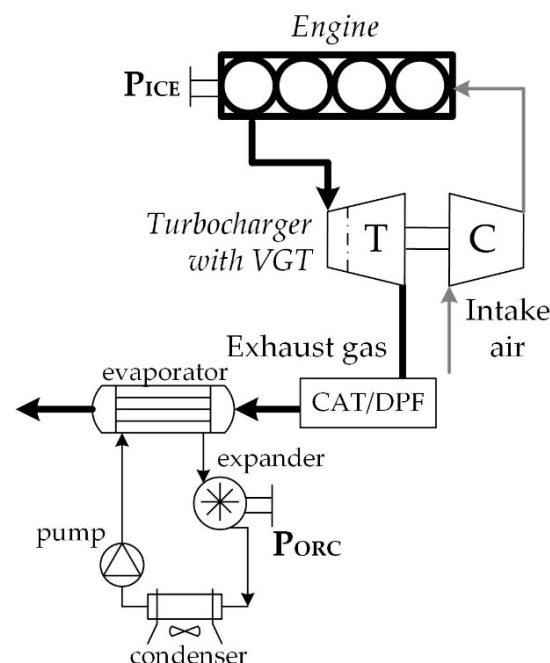 Engine
PICE
Turbocharger
with VGT
T
C
Intake
air
Exhaust gas
CAT/DPF
evaporator
expander
PORC
pump
condenser